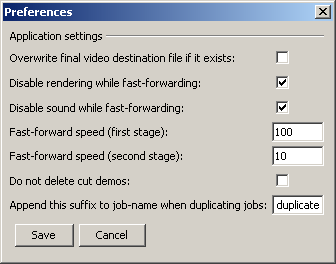 Preferences
Application settings
Overwrite final video destination file if it exists:
Disable rendering while fast-forwarding:
Disable sound while fast-forwarding:
Fast-forward speed (first stage): 100
Fast-forward speed (second stage): 10
Do not delete cut demos:
Append this suffix to job-name when duplicating jobs: duplicate
Save Cancel